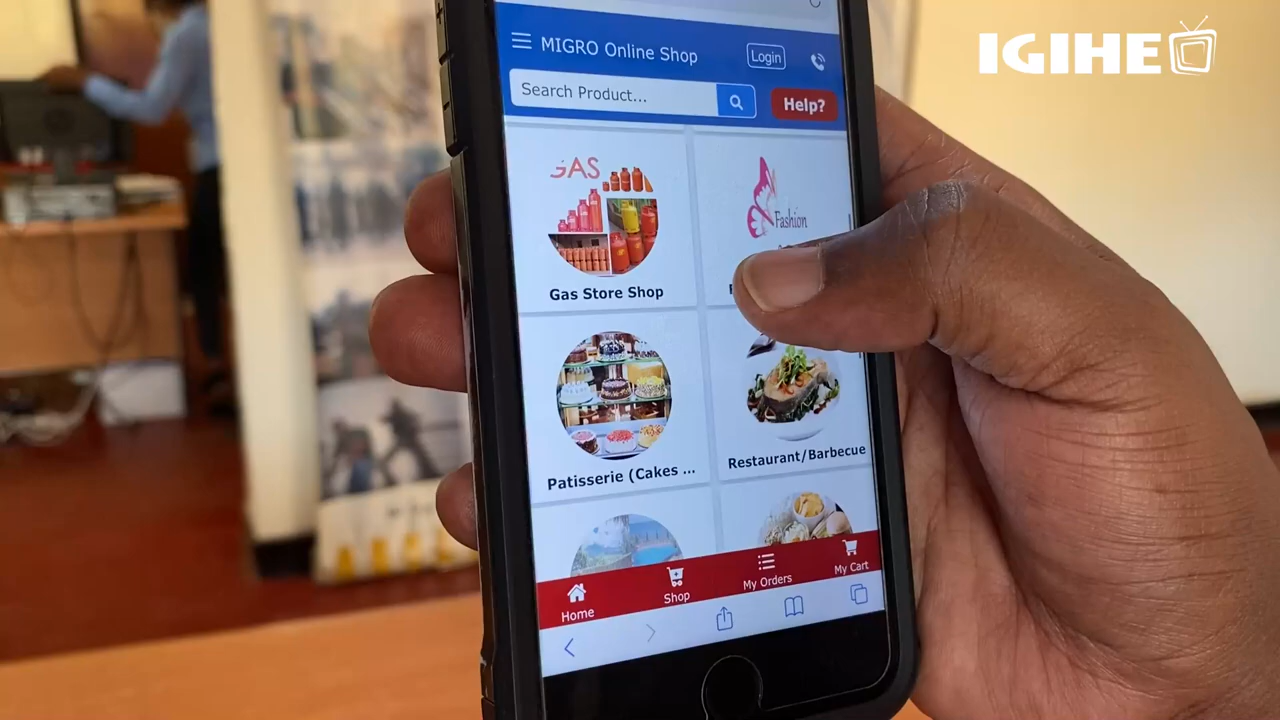 IGIHE
MIGRO Online Shop
Login
Search Product...
Help?
GAS
Fashion
Gas Store Shop
Patisserie (Cakes ...
Restaurant/Barbecue
Home
Shop
My Orders
My Cart